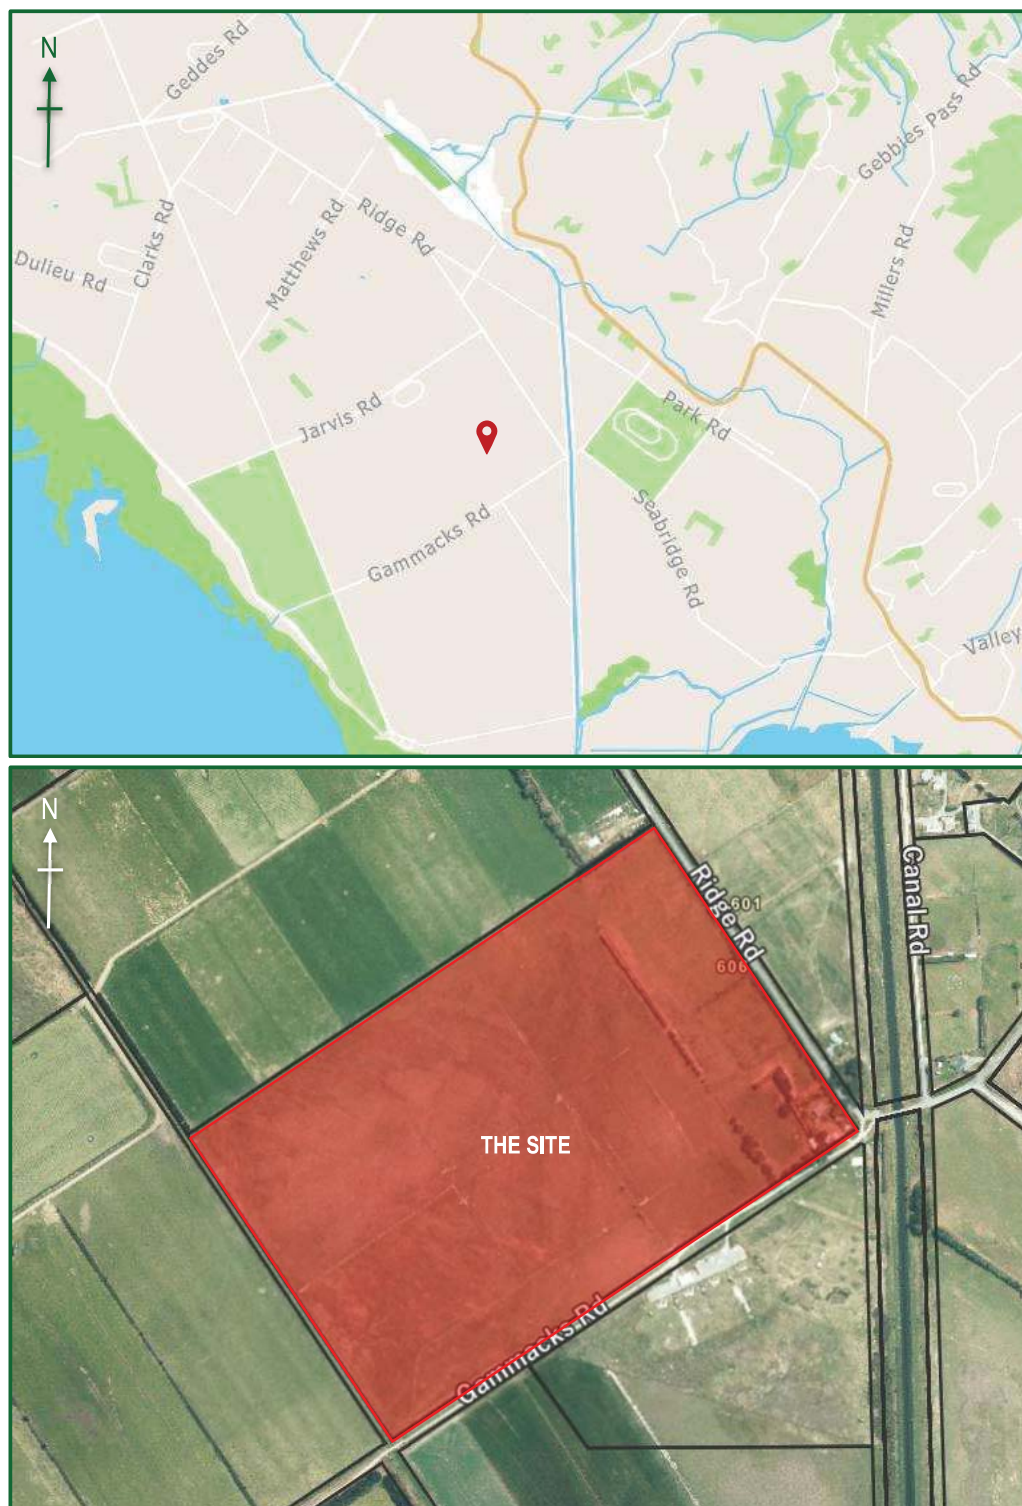 N
Geddes Rd
Gebbies Pass Rd
Clarks Rd
Matthews Rd
Ridge Rd
Dulieu Rd
Millers Rd
Jarvis Rd
Park Rd
Gammacks Rd
Seabridge Rd
Valley
N
Ridge Rd
601
606
Canal Rd
THE SITE
Gammacks Rd